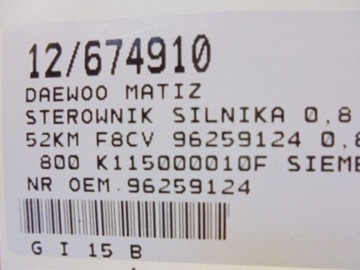 12/674910
DAEWOO MATIZ
STEROWNIK SILNIKA 0,8
52KM F8CV 96259124 0,8
800 K115000010F SIEME
NR OEM.96259124
G I 15 B